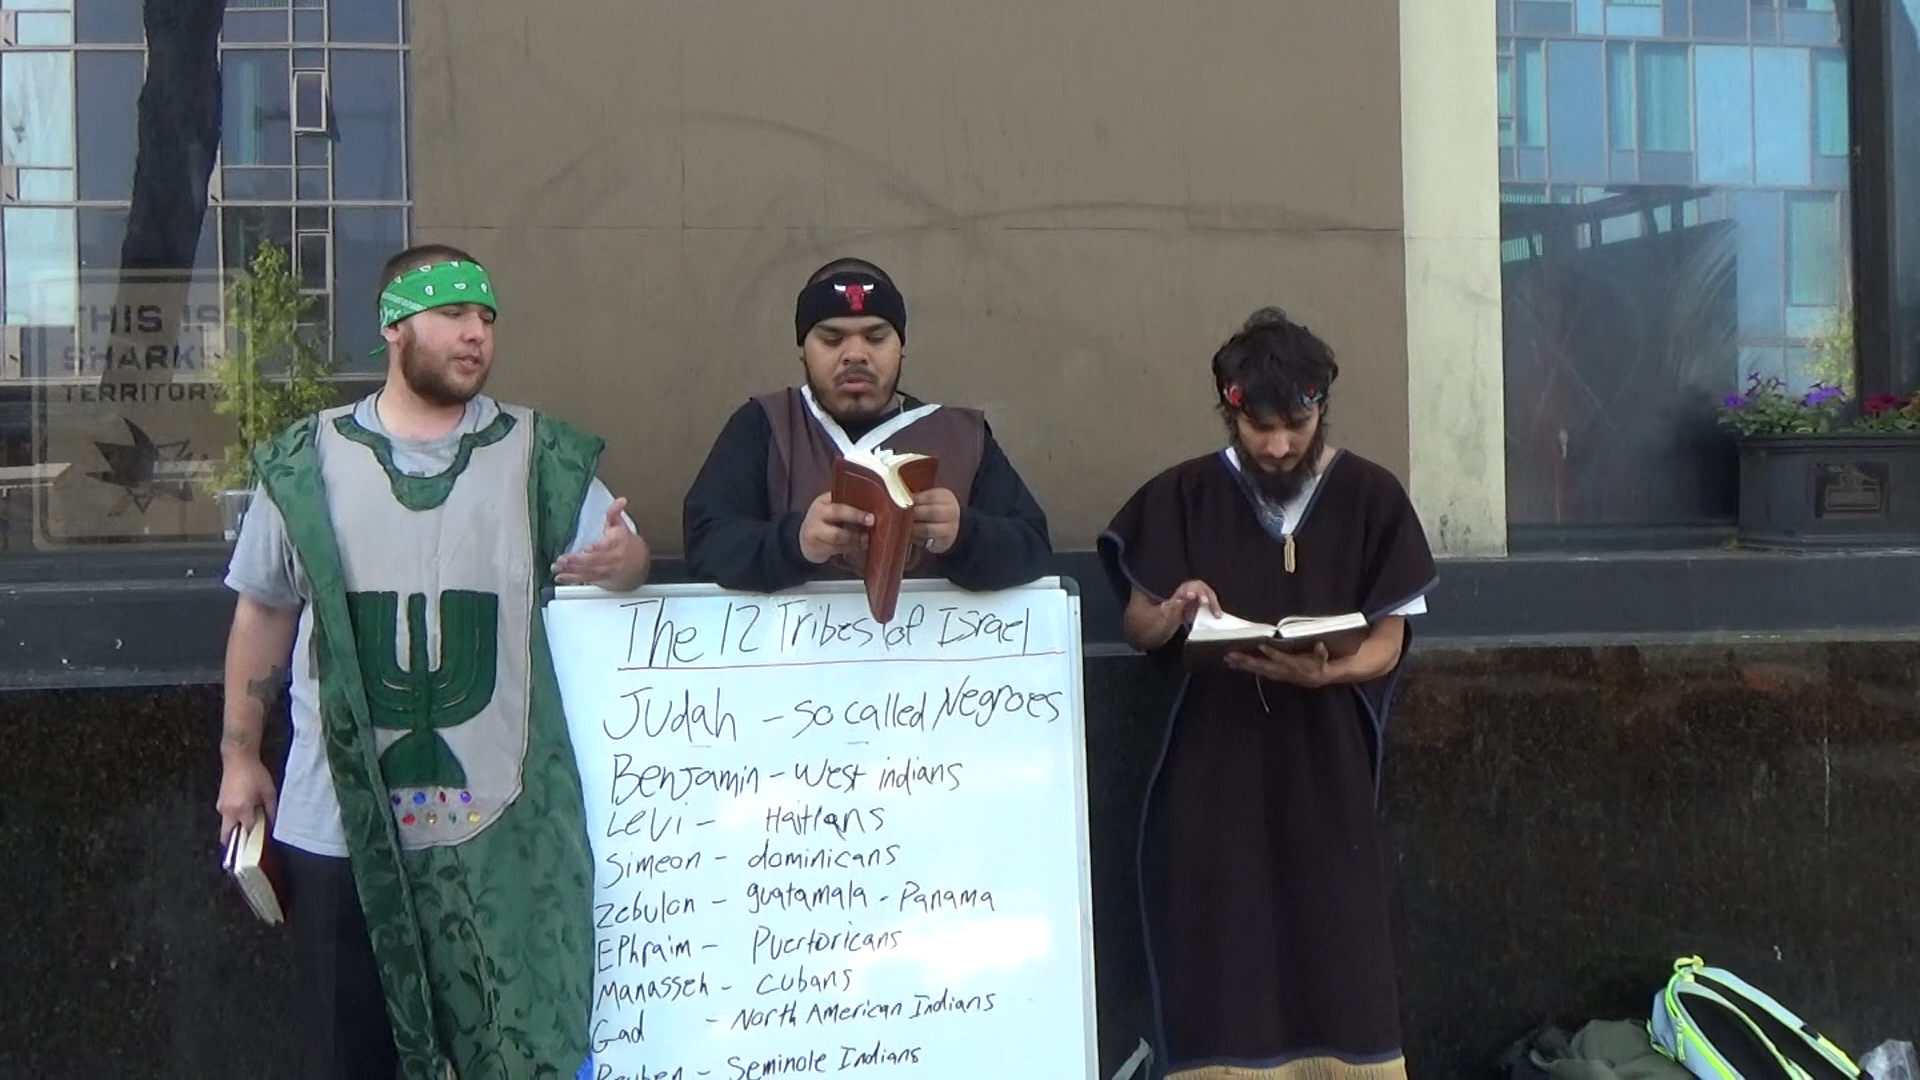 THIS IS
SHARKS
TERRITORY
The 12 Tribes of Israel
Judah - so called Negroes
Benjamin - West indians
Levi - Haitians
Simeon - dominicans
Zebulon - guatamala - Panama
Ephraim - Puertoricans
Manasseh - Cubans
Gad - North American Indians
Reuben - Seminole Indians